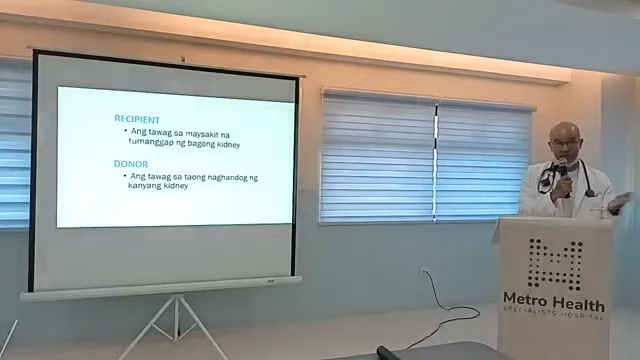 RECIPIENT
• Ang tawag sa maysakit na
tumanggap ng bagong kidney
DONOR
• Ang tawag sa taong naghandog ng
kanyang kidney
Metro Health
SPECIALISTS HOSPITAL